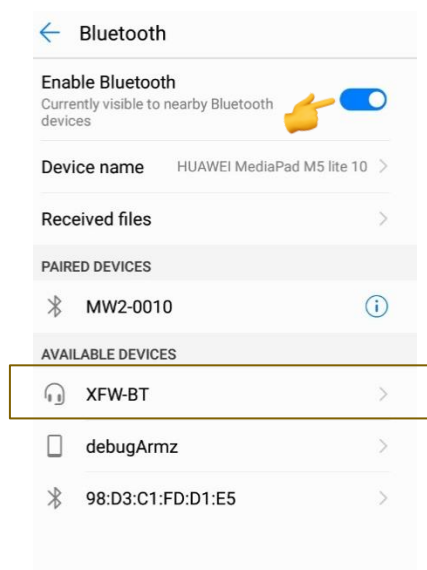 Bluetooth
Enable Bluetooth
Currently visible to nearby Bluetooth
devices
Device name HUAWEI MediaPad M5 lite 10
Received files
PAIRED DEVICES
MW2-0010
AVAILABLE DEVICES
XFW-BT
debugArmz
98:D3:C1:FD:D1:E5